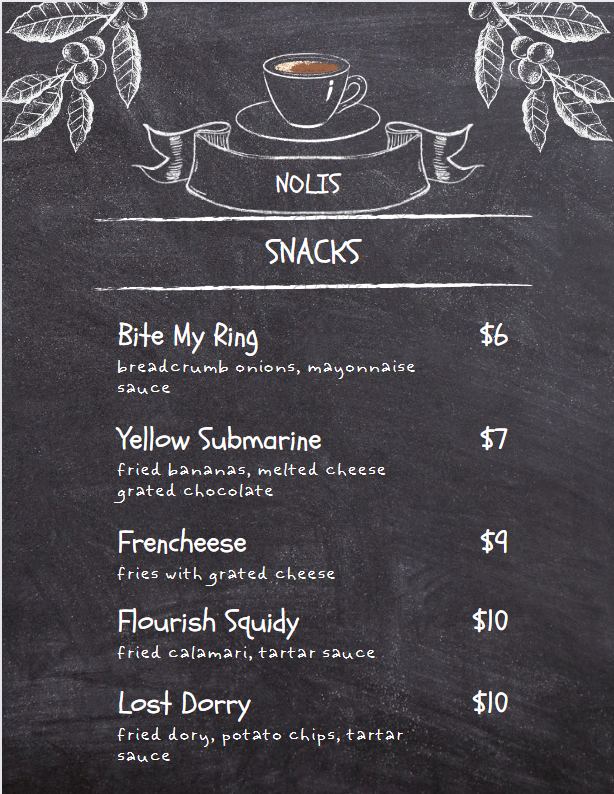 NOLIS
SNACKS
Bite My Ring $6
breadcrumb onions, mayonnaise
sauce
Yellow Submarine $7
fried bananas, melted cheese
grated chocolate
Frencheese $9
fries with grated cheese
Flourish Squidy $10
fried calamari, tartar sauce
Lost Dorry $10
fried dory, potato chips, tartar
sauce